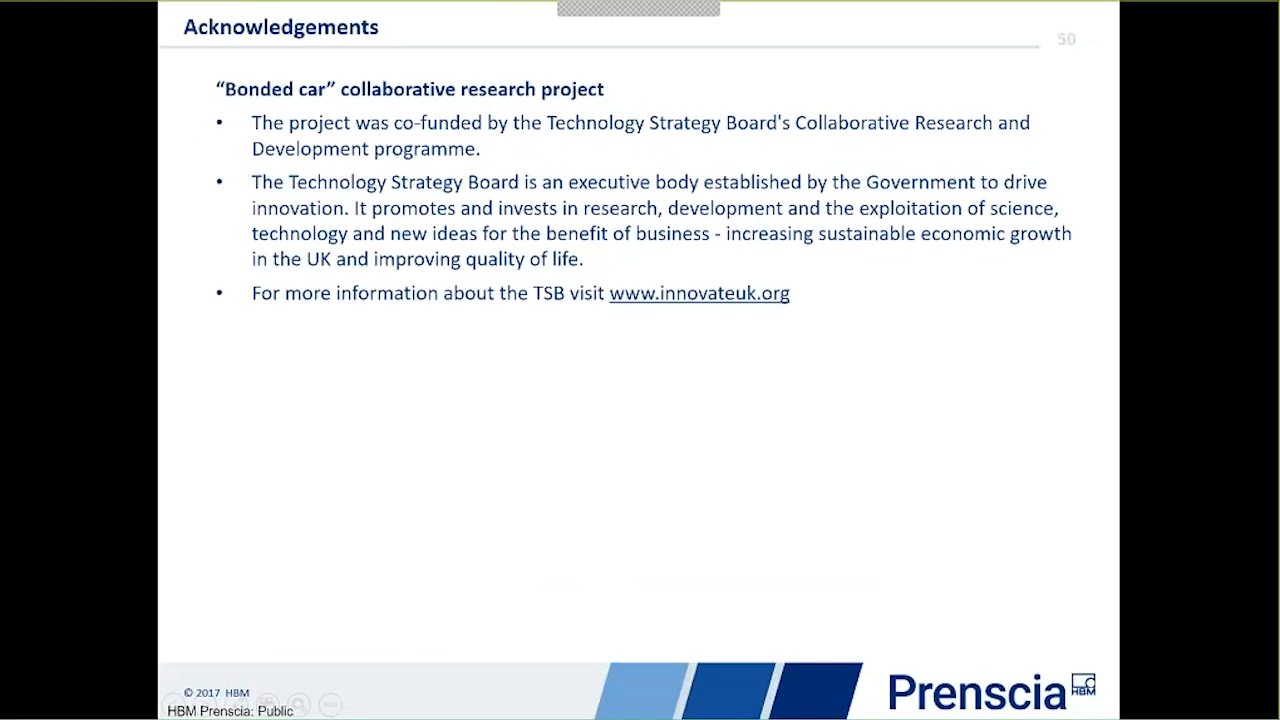 Acknowledgements
50
“Bonded car” collaborative research project
• The project was co-funded by the Technology Strategy Board's Collaborative Research and
Development programme.
• The Technology Strategy Board is an executive body established by the Government to drive
innovation. It promotes and invests in research, development and the exploitation of science,
technology and new ideas for the benefit of business - increasing sustainable economic growth
in the UK and improving quality of life.
• For more information about the TSB visit www.innovateuk.org
© 2017 HBM
HBM Prenscia: Public
Prenscia
HBM